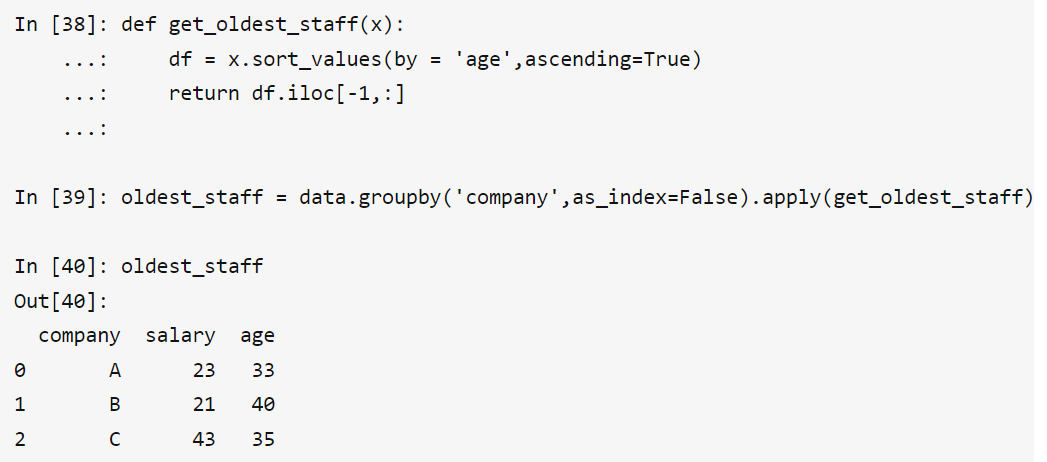 In [38]: def get_oldest_staff(x):
    ...:     df = x.sort_values(by = 'age',ascending=True)
    ...:     return df.iloc[-1,:]
    ...:
In [39]: oldest_staff = data.groupby('company',as_index=False).apply(get_oldest_staff)
In [40]: oldest_staff
Out[40]:
  company  salary  age
0       A      23   33
1       B      21   40
2       C      43   35